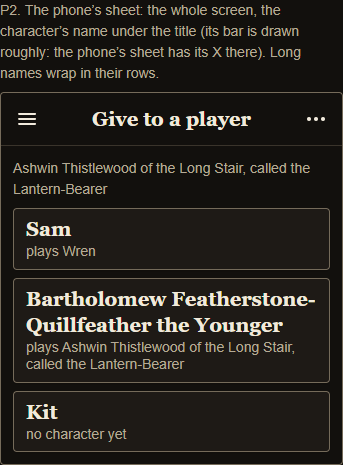 P2. The phone's sheet: the whole screen, the
character's name under the title (its bar is drawn
roughly: the phone's sheet has its X there). Long
names wrap in their rows.
Give to a player
Ashwin Thistlewood of the Long Stair, called the
Lantern-Bearer
Sam
plays Wren
Bartholomew Featherstone-
Quillfeather the Younger
plays Ashwin Thistlewood of the Long Stair,
called the Lantern-Bearer
Kit
no character yet